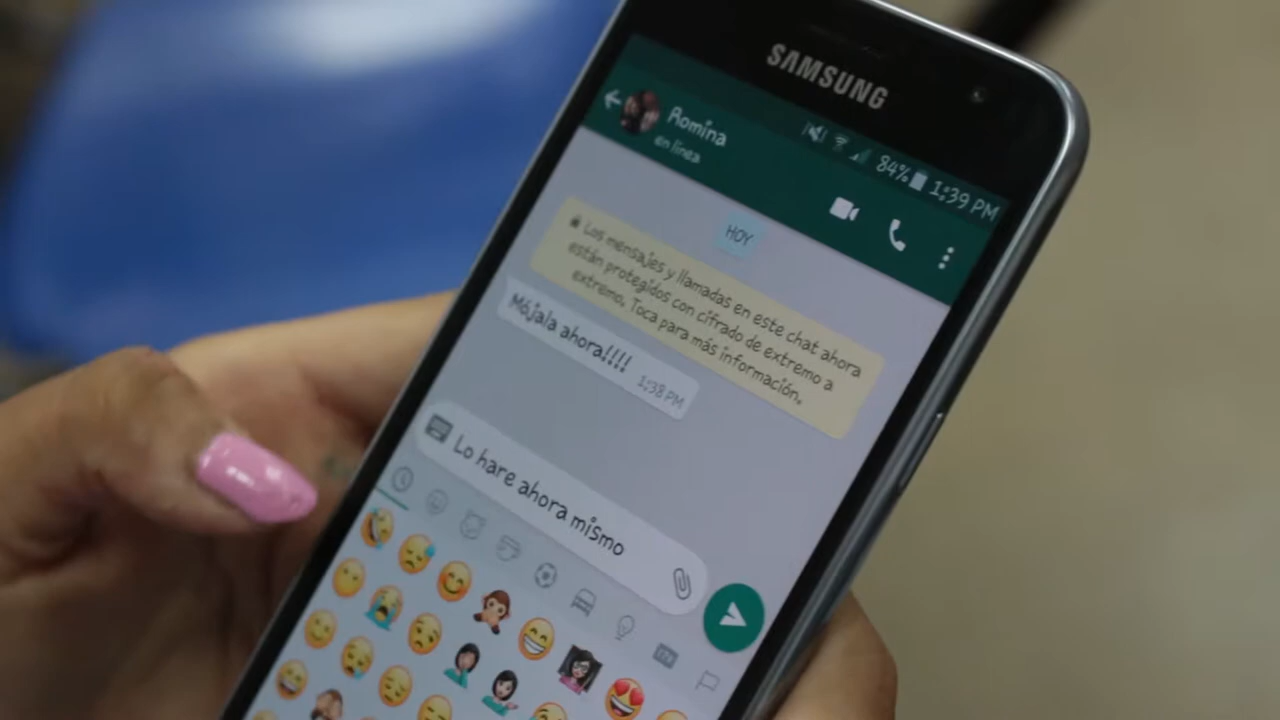 SAMSUNG
84% 1:39 PM
Romina
en línea
HOY
Los mensajes y llamadas en este chat ahora
están protegidos con cifrado de extremo a
extremo. Toca para más información.
Mójala ahora!!!! 1:38 PM
Lo hare ahora mismo